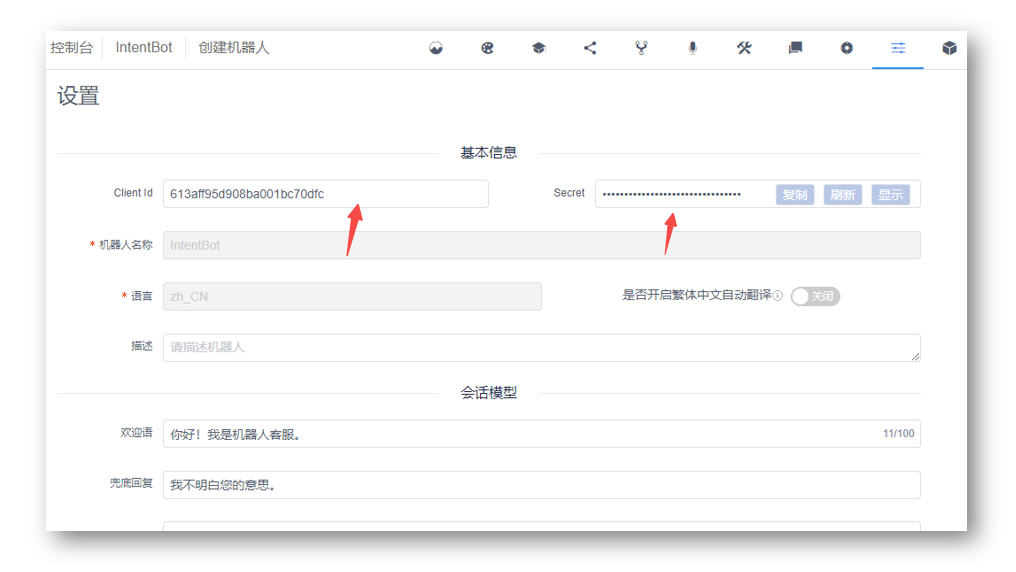 控制台 IntentBot 创建机器人
设置
基本信息
Client Id 613aff95d908ba001bc70dfc Secret •••••••••••••••••••••••••••••••• 复制 刷新 显示
* 机器人名称 IntentBot
* 语言 zh_CN 是否开启繁体中文自动翻译 关闭
描述 请描述机器人
会话模型
欢迎语 你好！我是机器人客服。 11/100
兜底回复 我不明白您的意思。